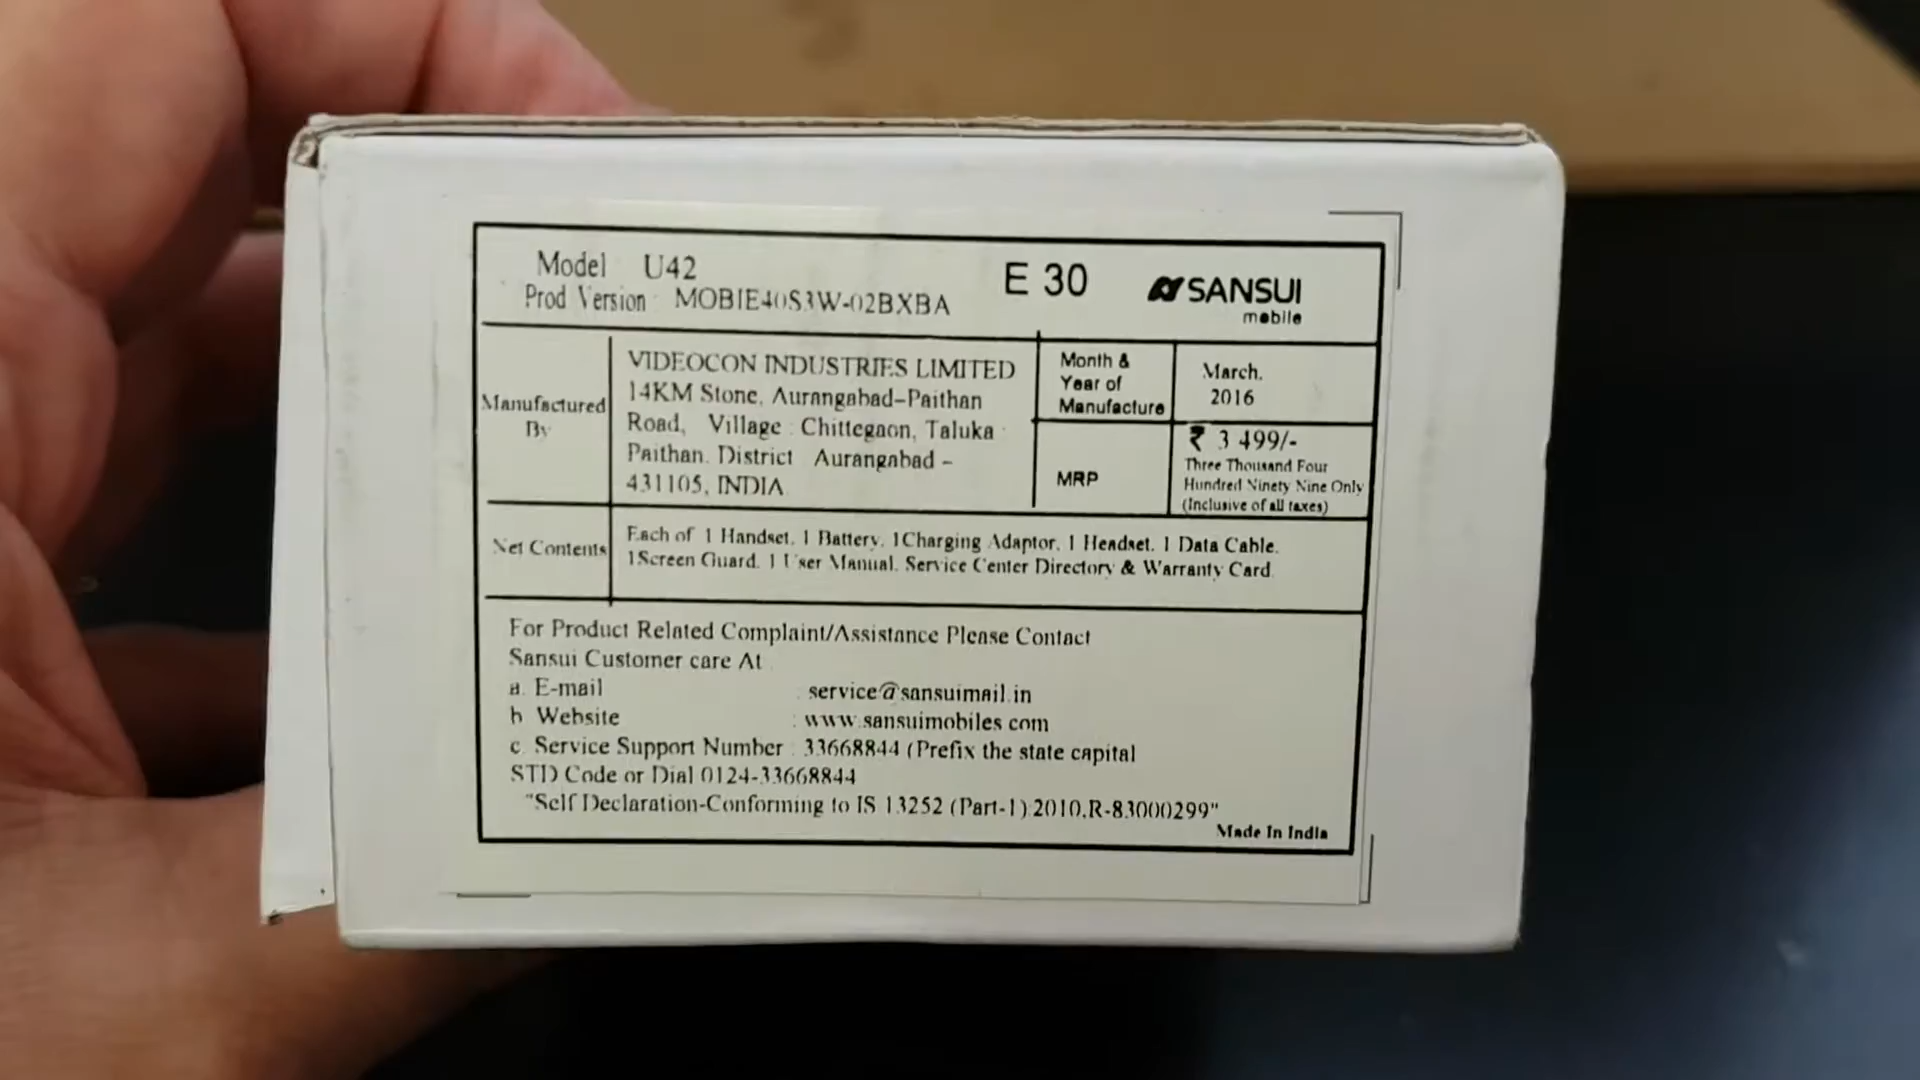 Model U42
E 30
SANSUI
mobile
Prod Version MOBIE40S3W-02BXBA
Manufactured
By
VIDEOCON INDUSTRIES LIMITED
14KM Stone, Aurangabad-Paithan
Road, Village : Chittegaon, Taluka :
Paithan. District Aurangabad -
431105, INDIA
Month &
Year of
Manufacture
March.
2016
MRP
₹ 3 499/-
Three Thousand Four
Hundred Ninety Nine Only
(Inclusive of all taxes)
Net Contents
Each of 1 Handset, 1 Battery, 1Charging Adaptor, 1 Headset, 1 Data Cable,
1Screen Guard, 1 User Manual, Service Center Directory & Warranty Card.
For Product Related Complaint/Assistance Please Contact
Sansui Customer care At
a. E-mail : service@sansuimail.in
b Website : www.sansuimobiles.com
c. Service Support Number : 33668844 (Prefix the state capital
STD Code or Dial 0124-33668844
"Self Declaration-Conforming to IS 13252 (Part-1):2010,R-83000299"
Made In India